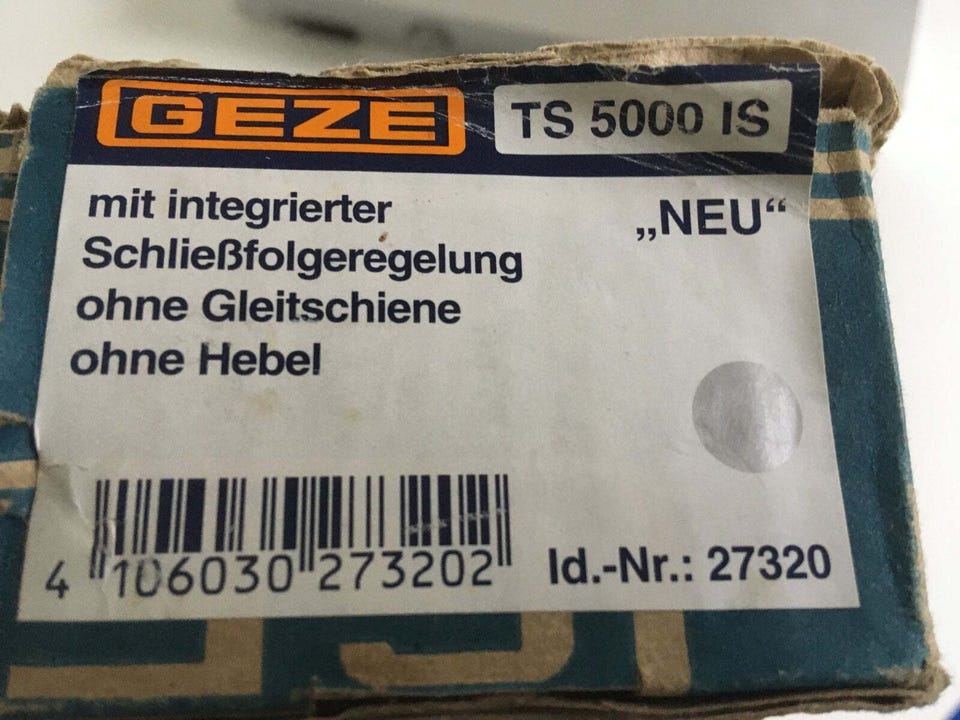 GEZE TS 5000 IS
mit integrierter
Schließfolgeregelung
ohne Gleitschiene
ohne Hebel
„NEU“
4 106030 273202
Id.-Nr.: 27320